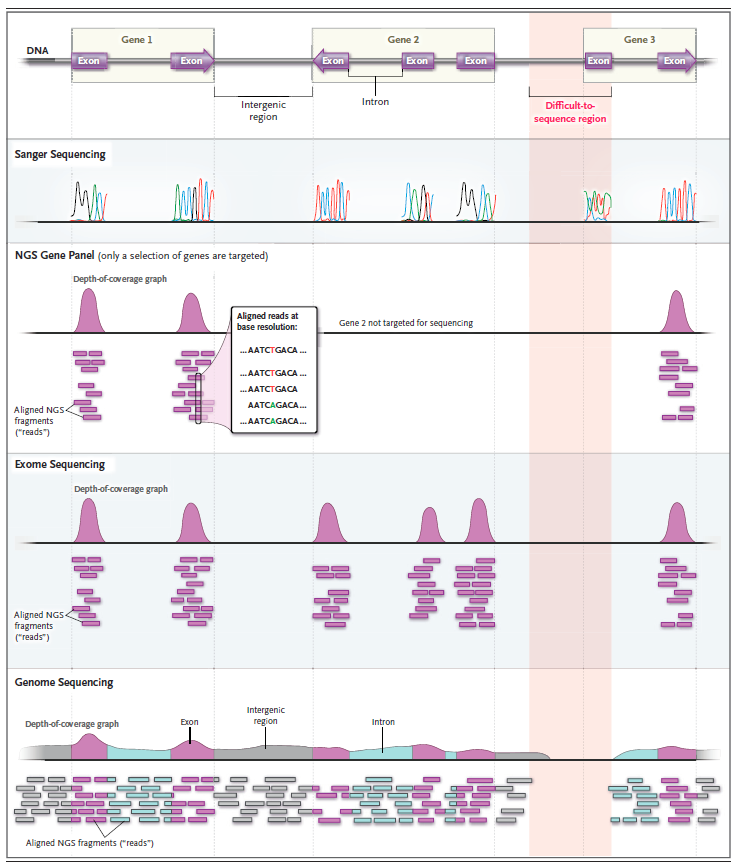 Gene 1
Gene 2
Gene 3
DNA
Exon
Exon
Exon
Exon
Exon
Exon
Exon
Intergenic
region
Intron
Difficult-to-
sequence region
Sanger Sequencing
NGS Gene Panel (only a selection of genes are targeted)
Depth-of-coverage graph
Aligned reads at
base resolution:
...AATCTGACA...
...AATCTGACA...
...AATCTGACA
AATCAGACA...
...AATCAGACA...
Gene 2 not targeted for sequencing
Aligned NGS
fragments
("reads")
Exome Sequencing
Depth-of-coverage graph
Aligned NGS
fragments
("reads")
Genome Sequencing
Depth-of-coverage graph
Exon
Intergenic
region
Intron
Aligned NGS fragments ("reads")